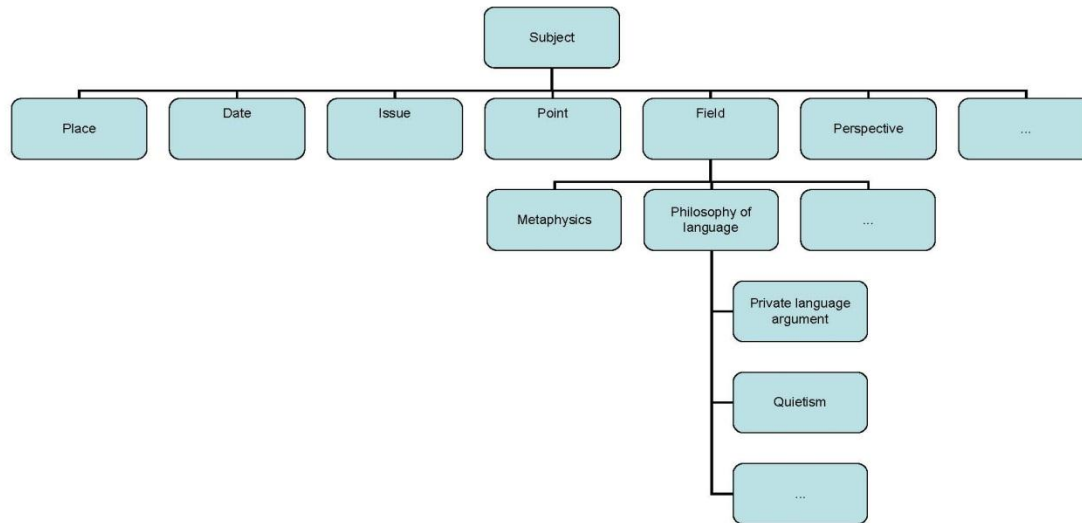 Subject
Place
Date
Issue
Point
Field
Perspective
...
Metaphysics
Philosophy of
language
...
Private language
argument
Quietism
...